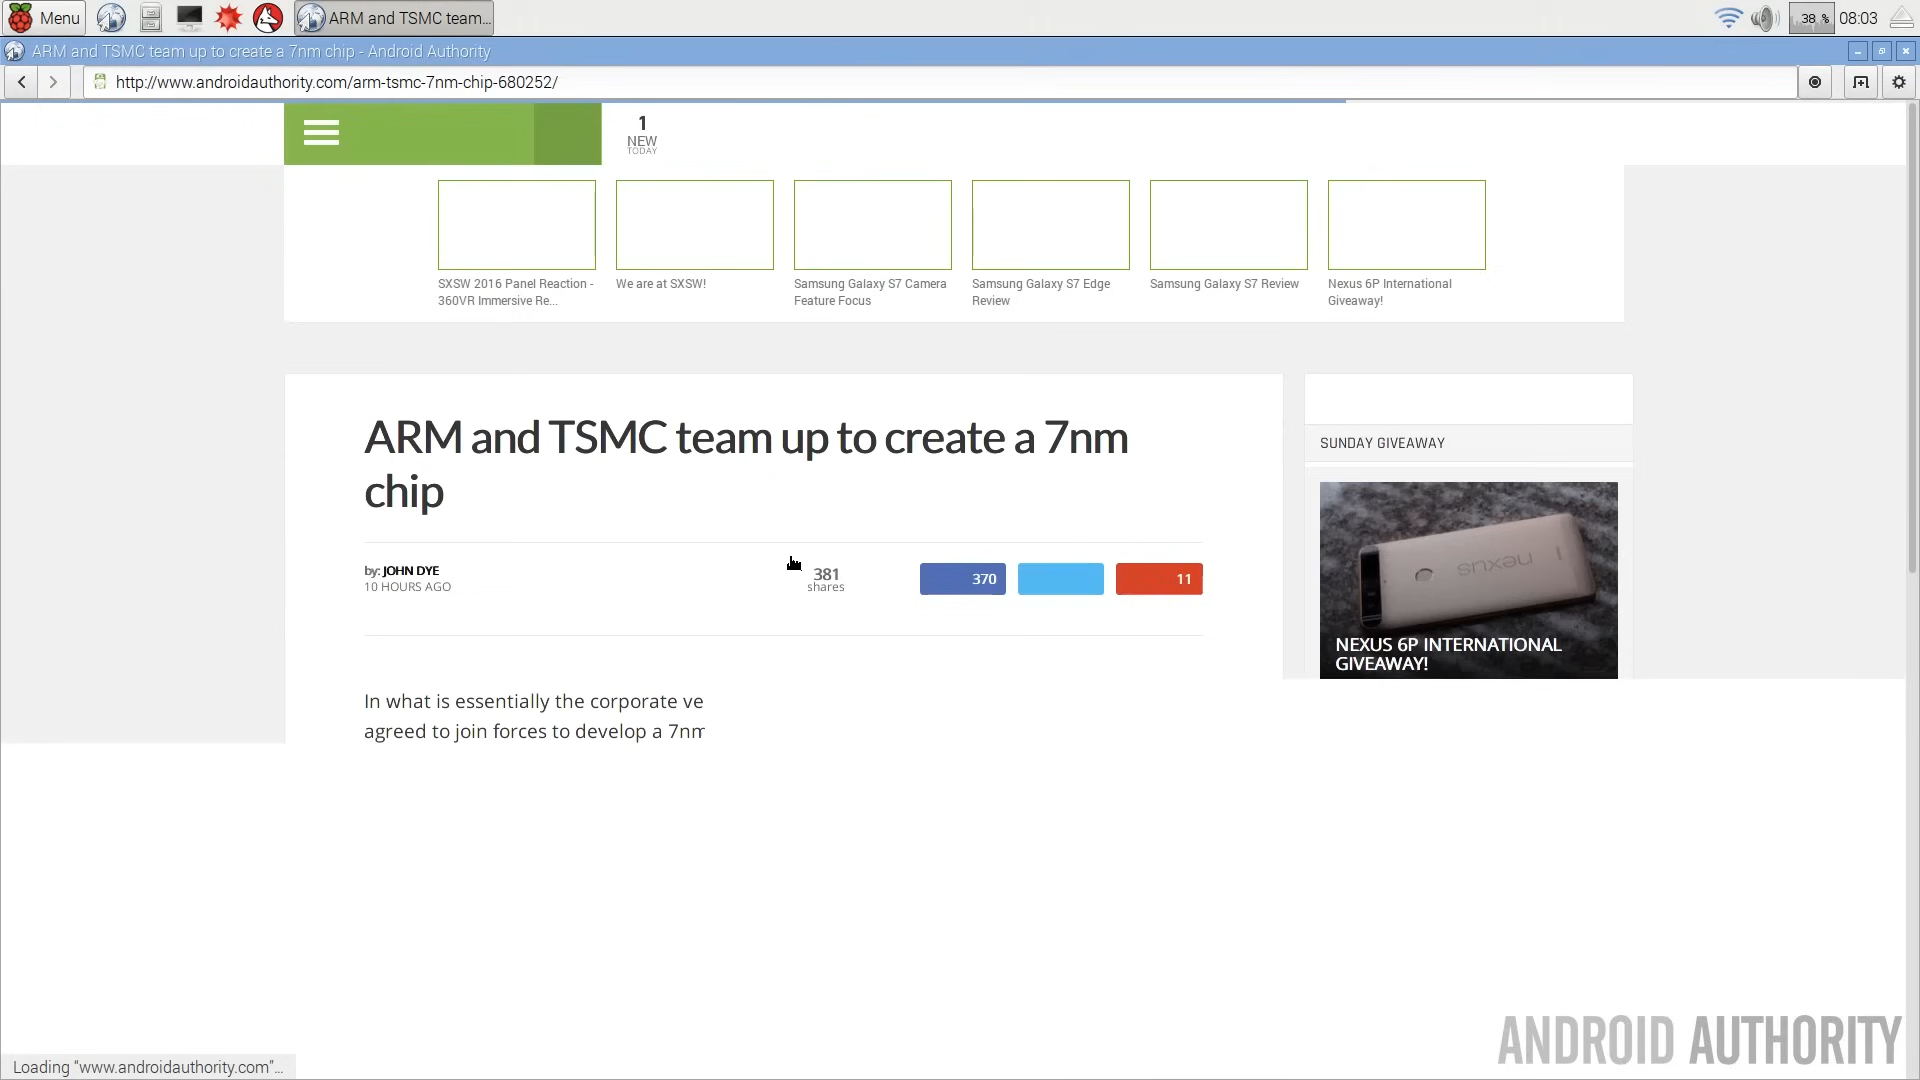 Menu
ARM and TSMC team...
38 %
08:03
ARM and TSMC team up to create a 7nm chip - Android Authority
http://www.androidauthority.com/arm-tsmc-7nm-chip-680252/
1
NEW
TODAY
SXSW 2016 Panel Reaction -
360VR Immersive Re...
We are at SXSW!
Samsung Galaxy S7 Camera
Feature Focus
Samsung Galaxy S7 Edge
Review
Samsung Galaxy S7 Review
Nexus 6P International
Giveaway!
ARM and TSMC team up to create a 7nm
chip
by: JOHN DYE
10 HOURS AGO
381
shares
370
11
In what is essentially the corporate ve
agreed to join forces to develop a 7nm
SUNDAY GIVEAWAY
nexus
NEXUS 6P INTERNATIONAL
GIVEAWAY!
Loading “www.androidauthority.com”...
ANDROID AUTHORITY